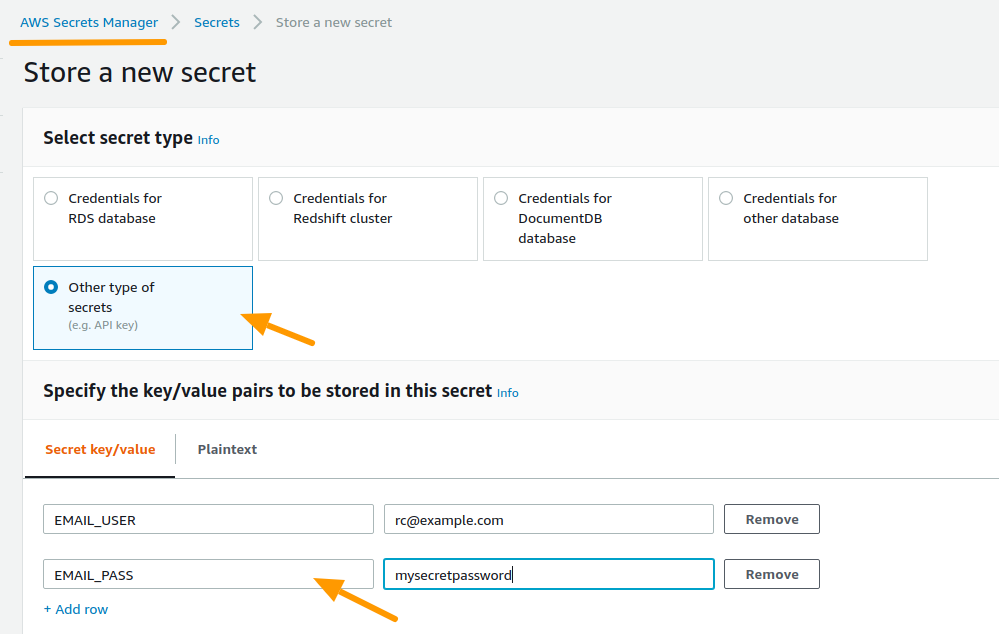 AWS Secrets Manager > Secrets > Store a new secret
Store a new secret
Select secret type Info
Credentials for
RDS database
Credentials for
Redshift cluster
Credentials for
DocumentDB
database
Credentials for
other database
Other type of
secrets
(e.g. API key)
Specify the key/value pairs to be stored in this secret Info
Secret key/value
Plaintext
EMAIL_USER rc@example.com Remove
EMAIL_PASS mysecretpassword Remove
+ Add row